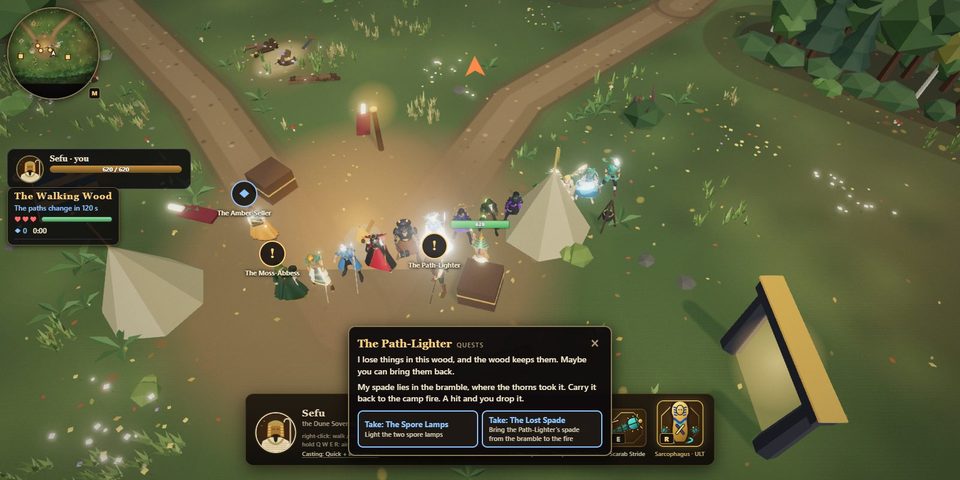 M
Sefu · you
620 / 620
The Walking Wood
The paths change in 120 s
0 0:00
The Amber-Seller
!
The Moss-Abbess
620
!
The Path-Lighter
The Path-Lighter QUESTS
I lose things in this wood, and the wood keeps them. Maybe
you can bring them back.
My spade lies in the bramble, where the thorns took it. Carry it
back to the camp fire. A hit and you drop it.
Take: The Spore Lamps
Light the two spore lamps
Take: The Lost Spade
Bring the Path-Lighter's spade
from the bramble to the fire
Sefu
the Dune
right-click: walk
hold Q W E R:
Casting: Quick
E
Scarab Stride
R
Sarcophagus · ULT